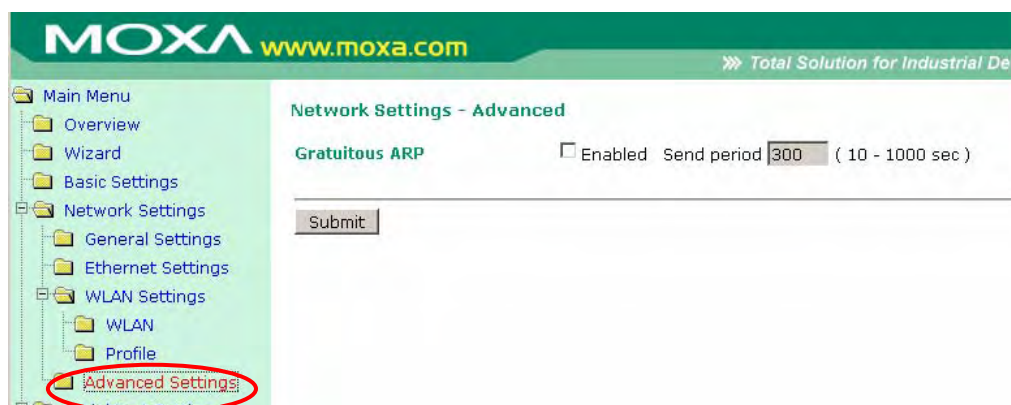 MOXA www.moxa.com
Total Solution for Industrial De
Main Menu
Overview
Wizard
Basic Settings
Network Settings
General Settings
Ethernet Settings
WLAN Settings
WLAN
Profile
Advanced Settings
Network Settings - Advanced
Gratuitous ARP Enabled Send period 300 ( 10 - 1000 sec )
Submit